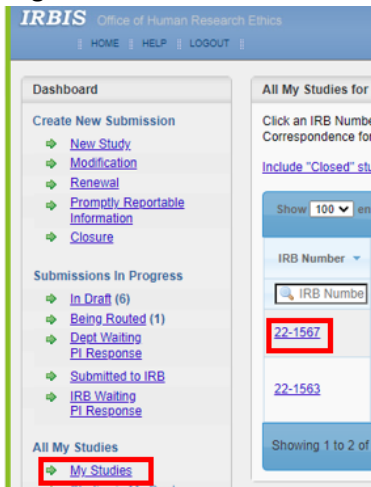 IRBIS Office of Human Research Ethics
HOME || HELP || LOGOUT ||
Dashboard
Create New Submission
New Study
Modification
Renewal
Promptly Reportable
Information
Closure
Submissions In Progress
In Draft (6)
Being Routed (1)
Dept Waiting
PI Response
Submitted to IRB
IRB Waiting
PI Response
All My Studies
My Studies
All My Studies for
Click an IRB Numbe
Correspondence for
Include "Closed" stu
Show 100 en
IRB Number
IRB Numbe
22-1567
22-1563
Showing 1 to 2 of